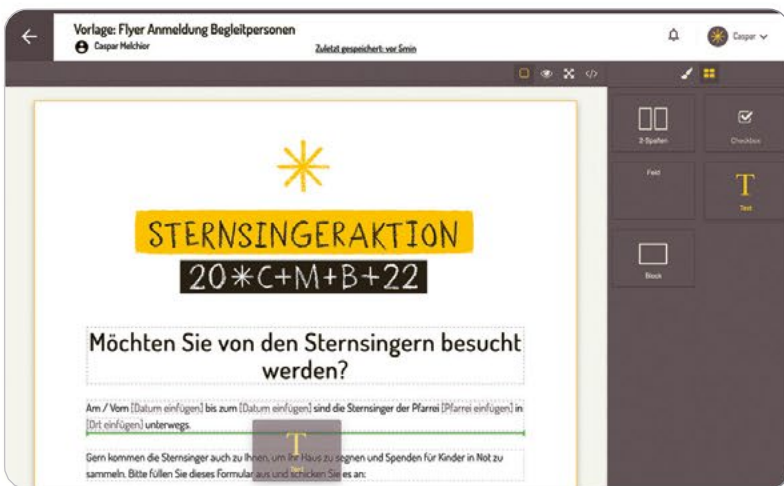 Vorlage: Flyer Anmeldung Begleitpersonen
Caspar Melchior
Zuletzt gespeichert: vor 5min
Caspar
</>
STERNSINGERAKTION
20*C+M+B+22
Möchten Sie von den Sternsingern besucht
werden?
Am / Vom [Datum einfügen] bis zum [Datum einfügen] sind die Sternsinger der Pfarrei [Pfarrei einfügen] in
[Ort einfügen] unterwegs.
Gern kommen die Sternsinger auch zu Ihnen, um Ihr Haus zu segnen und Spenden für Kinder in Not zu
sammeln. Bitte füllen Sie dieses Formular aus und schicken Sie es an:
T
Text
2-Spalten
Checkbox
Feld
T
Text
Block